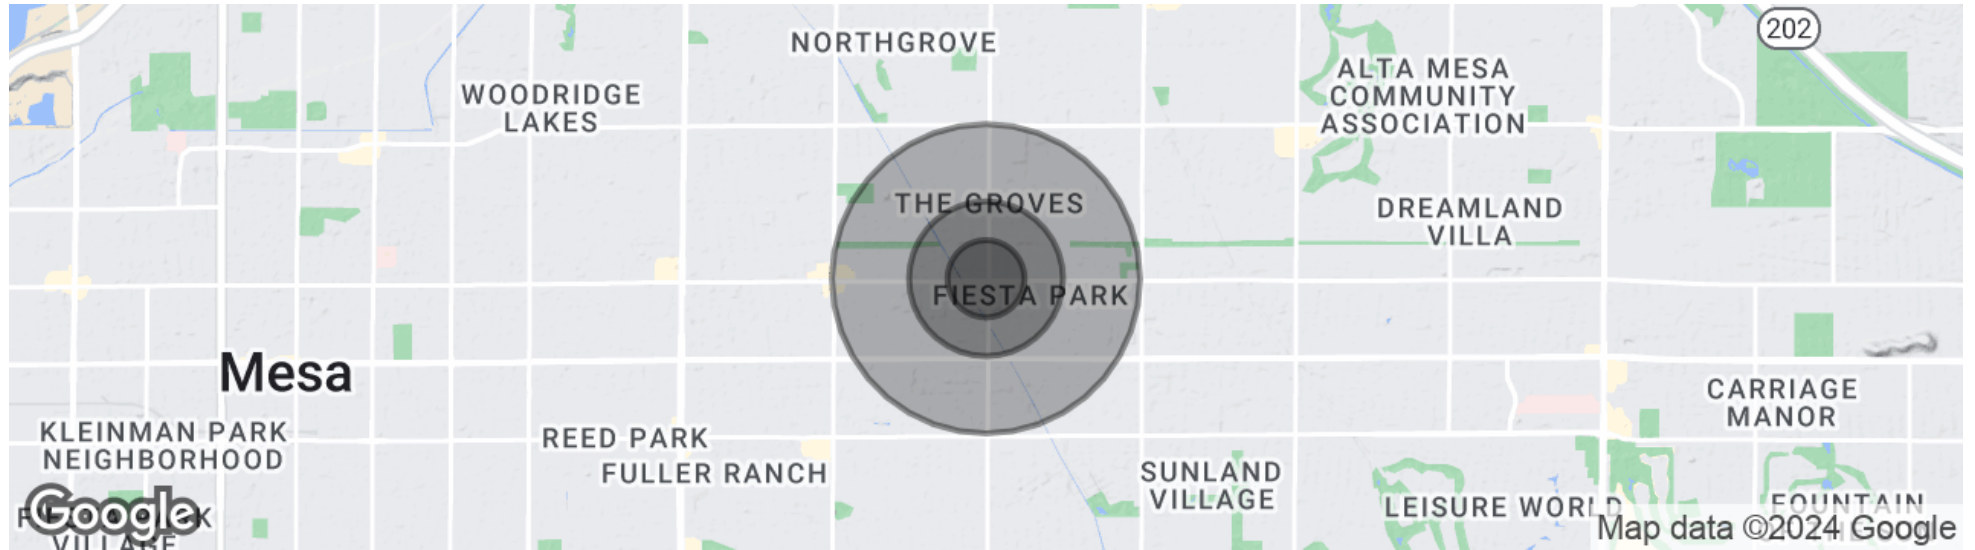 202
NORTHGROVE
ALTA MESA
COMMUNITY
ASSOCIATION
WOODRIDGE
LAKES
THE GROVES
DREAMLAND
VILLA
FIESTA PARK
Mesa
CARRIAGE
MANOR
KLEINMAN PARK
NEIGHBORHOOD
REED PARK
FULLER RANCH
SUNLAND
VILLAGE
LEISURE WORLD
FOUNTAIN
Google
VILLAGE
Map data ©2024 Google